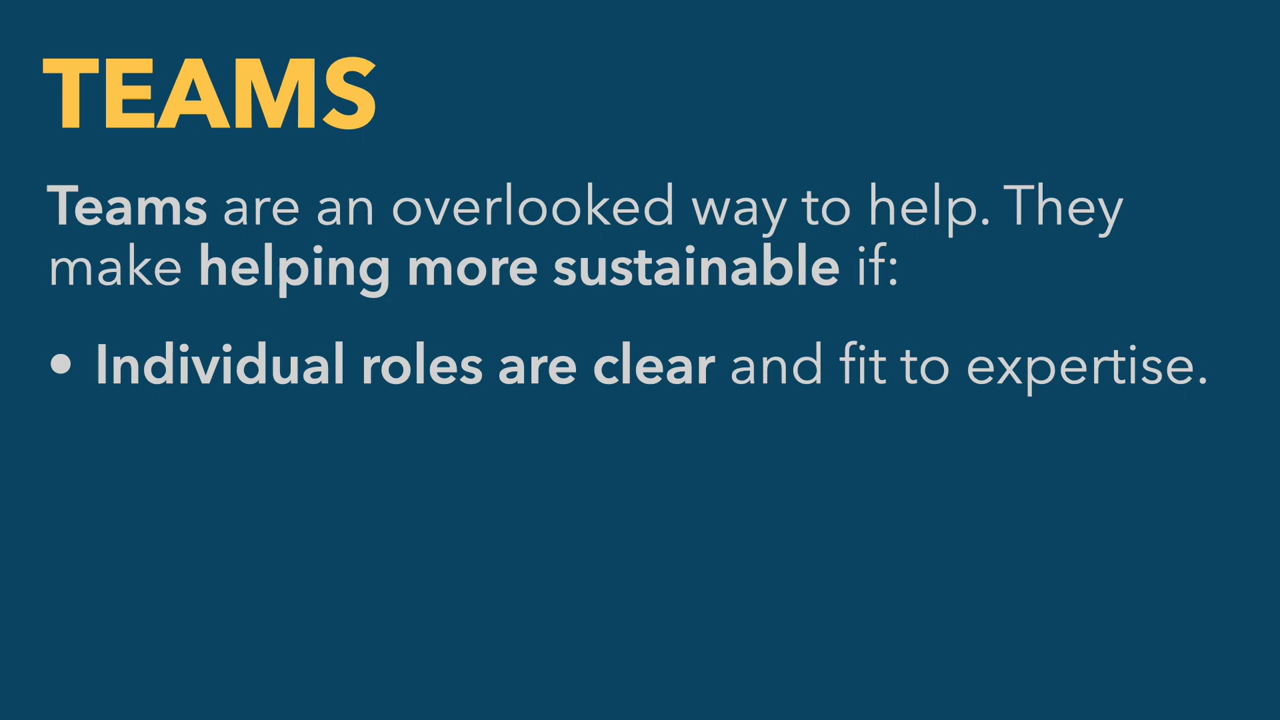 TEAMS
Teams are an overlooked way to help. They
make helping more sustainable if:
• Individual roles are clear and fit to expertise.